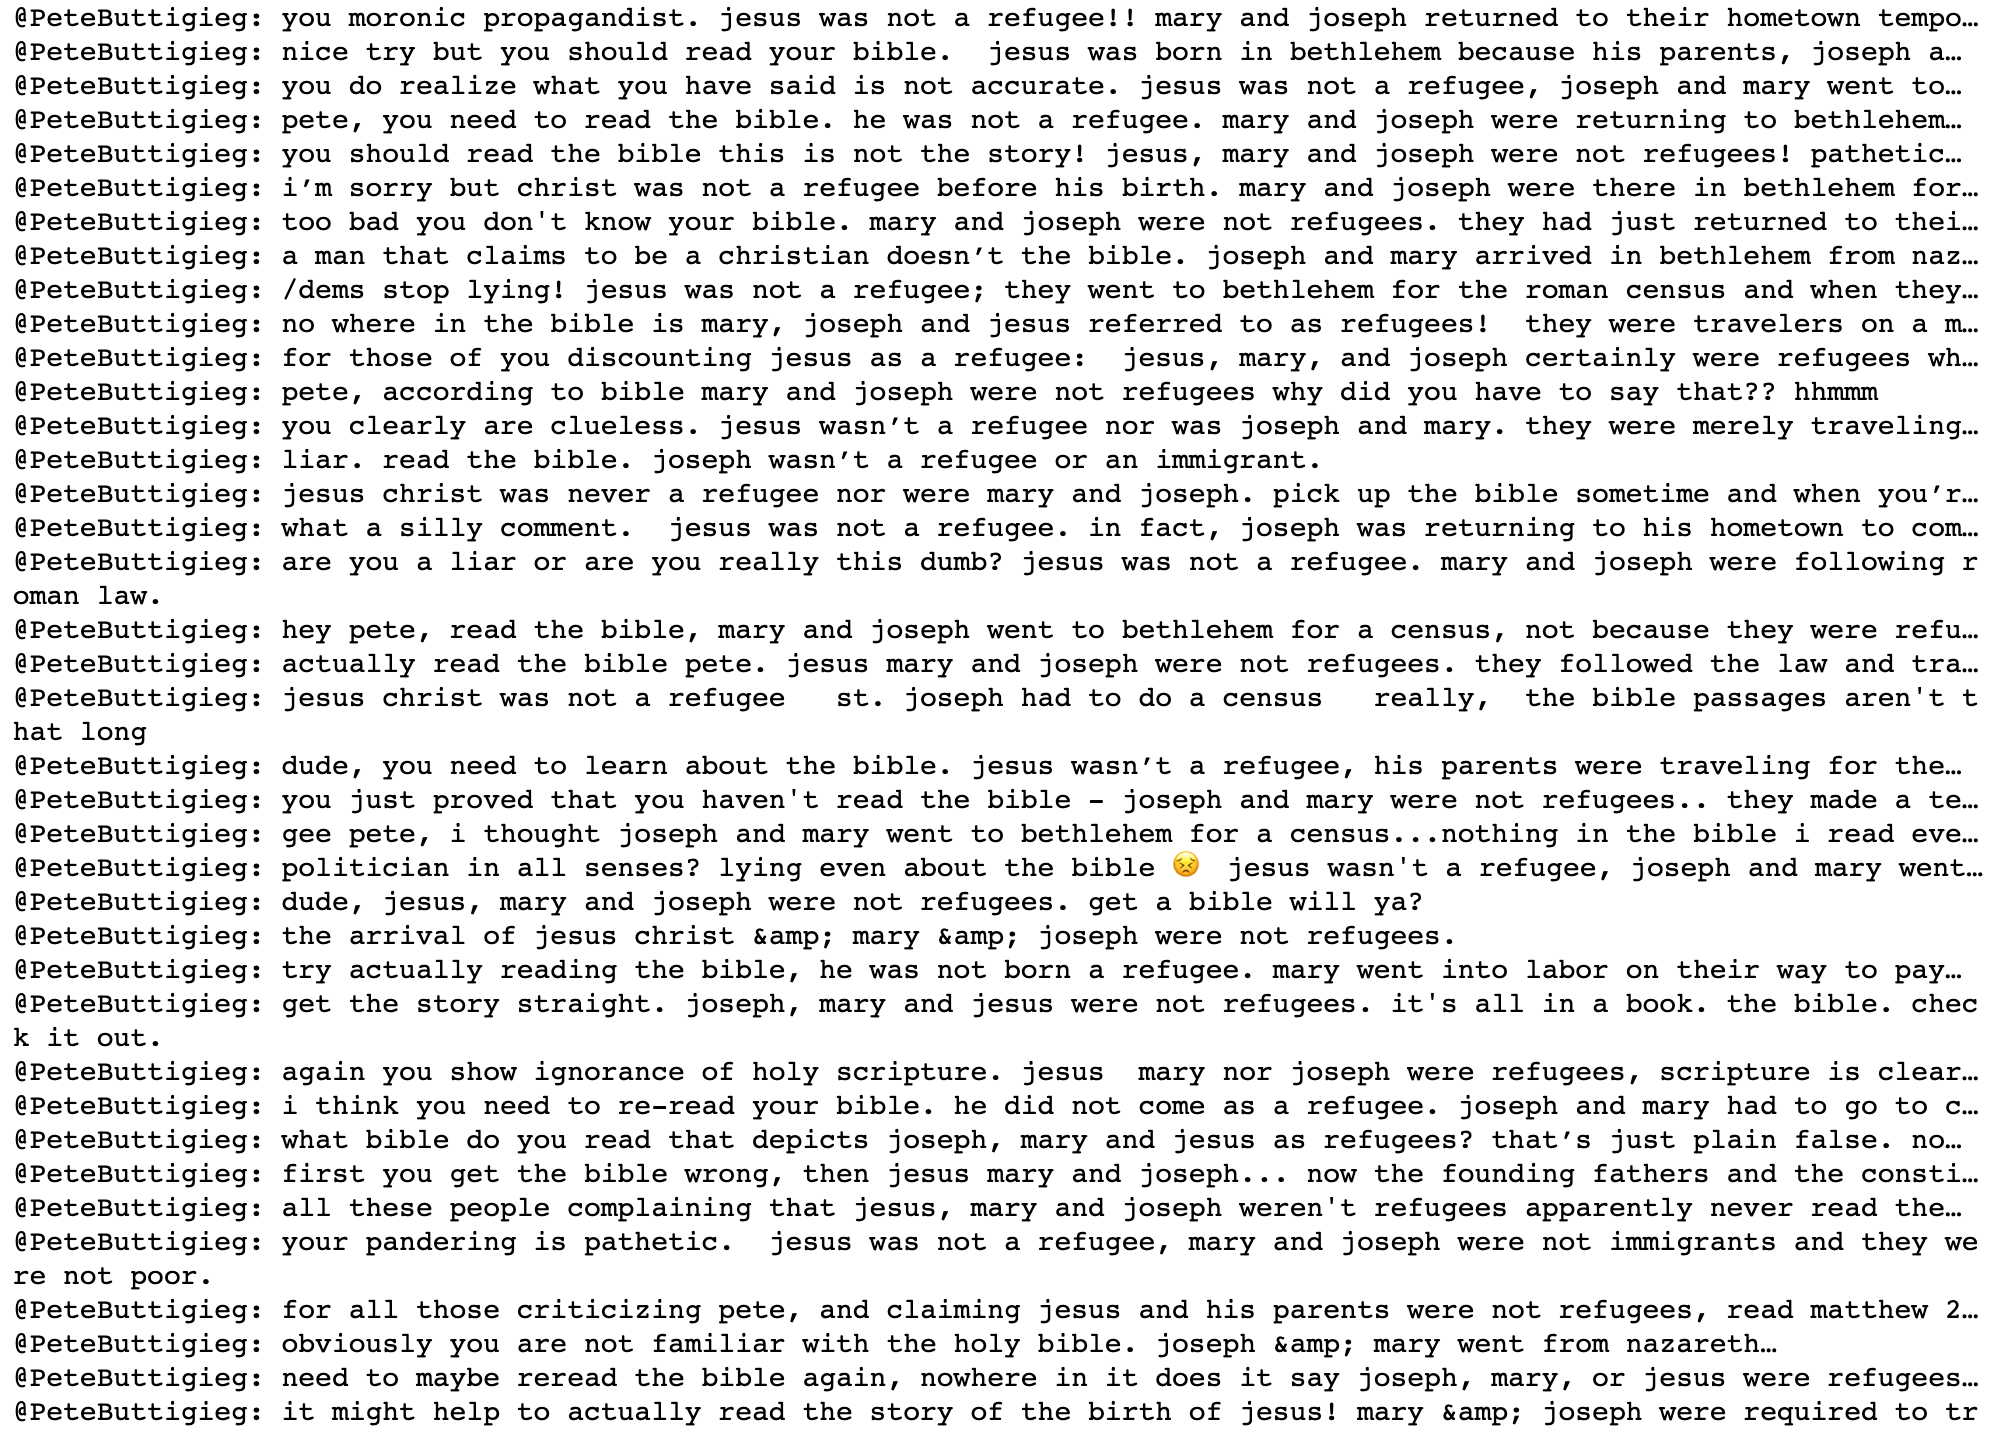 @PeteButtigieg: you moronic propagandist. jesus was not a refugee!! mary and joseph returned to their hometown tempo…
@PeteButtigieg: nice try but you should read your bible.  jesus was born in bethlehem because his parents, joseph a…
@PeteButtigieg: you do realize what you have said is not accurate. jesus was not a refugee, joseph and mary went to…
@PeteButtigieg: pete, you need to read the bible. he was not a refugee. mary and joseph were returning to bethlehem…
@PeteButtigieg: you should read the bible this is not the story! jesus, mary and joseph were not refugees! pathetic…
@PeteButtigieg: i’m sorry but christ was not a refugee before his birth. mary and joseph were there in bethlehem for…
@PeteButtigieg: too bad you don't know your bible. mary and joseph were not refugees. they had just returned to thei…
@PeteButtigieg: a man that claims to be a christian doesn’t the bible. joseph and mary arrived in bethlehem from naz…
@PeteButtigieg: /dems stop lying! jesus was not a refugee; they went to bethlehem for the roman census and when they…
@PeteButtigieg: no where in the bible is mary, joseph and jesus referred to as refugees!  they were travelers on a m…
@PeteButtigieg: for those of you discounting jesus as a refugee:  jesus, mary, and joseph certainly were refugees wh…
@PeteButtigieg: pete, according to bible mary and joseph were not refugees why did you have to say that?? hhmmm
@PeteButtigieg: you clearly are clueless. jesus wasn’t a refugee nor was joseph and mary. they were merely traveling…
@PeteButtigieg: liar. read the bible. joseph wasn’t a refugee or an immigrant.
@PeteButtigieg: jesus christ was never a refugee nor were mary and joseph. pick up the bible sometime and when you’r…
@PeteButtigieg: what a silly comment.  jesus was not a refugee. in fact, joseph was returning to his hometown to com…
@PeteButtigieg: are you a liar or are you really this dumb? jesus was not a refugee. mary and joseph were following r
oman law.
@PeteButtigieg: hey pete, read the bible, mary and joseph went to bethlehem for a census, not because they were refu…
@PeteButtigieg: actually read the bible pete. jesus mary and joseph were not refugees. they followed the law and tra…
@PeteButtigieg: jesus christ was not a refugee   st. joseph had to do a census   really,  the bible passages aren't t
hat long
@PeteButtigieg: dude, you need to learn about the bible. jesus wasn’t a refugee, his parents were traveling for the…
@PeteButtigieg: you just proved that you haven't read the bible – joseph and mary were not refugees.. they made a te…
@PeteButtigieg: gee pete, i thought joseph and mary went to bethlehem for a census...nothing in the bible i read eve…
@PeteButtigieg: politician in all senses? lying even about the bible 😣  jesus wasn't a refugee, joseph and mary went…
@PeteButtigieg: dude, jesus, mary and joseph were not refugees. get a bible will ya?
@PeteButtigieg: the arrival of jesus christ &amp; mary &amp; joseph were not refugees.
@PeteButtigieg: try actually reading the bible, he was not born a refugee. mary went into labor on their way to pay…
@PeteButtigieg: get the story straight. joseph, mary and jesus were not refugees. it's all in a book. the bible. chec
k it out.
@PeteButtigieg: again you show ignorance of holy scripture. jesus  mary nor joseph were refugees, scripture is clear…
@PeteButtigieg: i think you need to re-read your bible. he did not come as a refugee. joseph and mary had to go to c…
@PeteButtigieg: what bible do you read that depicts joseph, mary and jesus as refugees? that’s just plain false. no…
@PeteButtigieg: first you get the bible wrong, then jesus mary and joseph... now the founding fathers and the consti…
@PeteButtigieg: all these people complaining that jesus, mary and joseph weren't refugees apparently never read the…
@PeteButtigieg: your pandering is pathetic.  jesus was not a refugee, mary and joseph were not immigrants and they we
re not poor.
@PeteButtigieg: for all those criticizing pete, and claiming jesus and his parents were not refugees, read matthew 2…
@PeteButtigieg: obviously you are not familiar with the holy bible. joseph &amp; mary went from nazareth…
@PeteButtigieg: need to maybe reread the bible again, nowhere in it does it say joseph, mary, or jesus were refugees…
@PeteButtigieg: it might help to actually read the story of the birth of jesus! mary &amp; joseph were required to tr